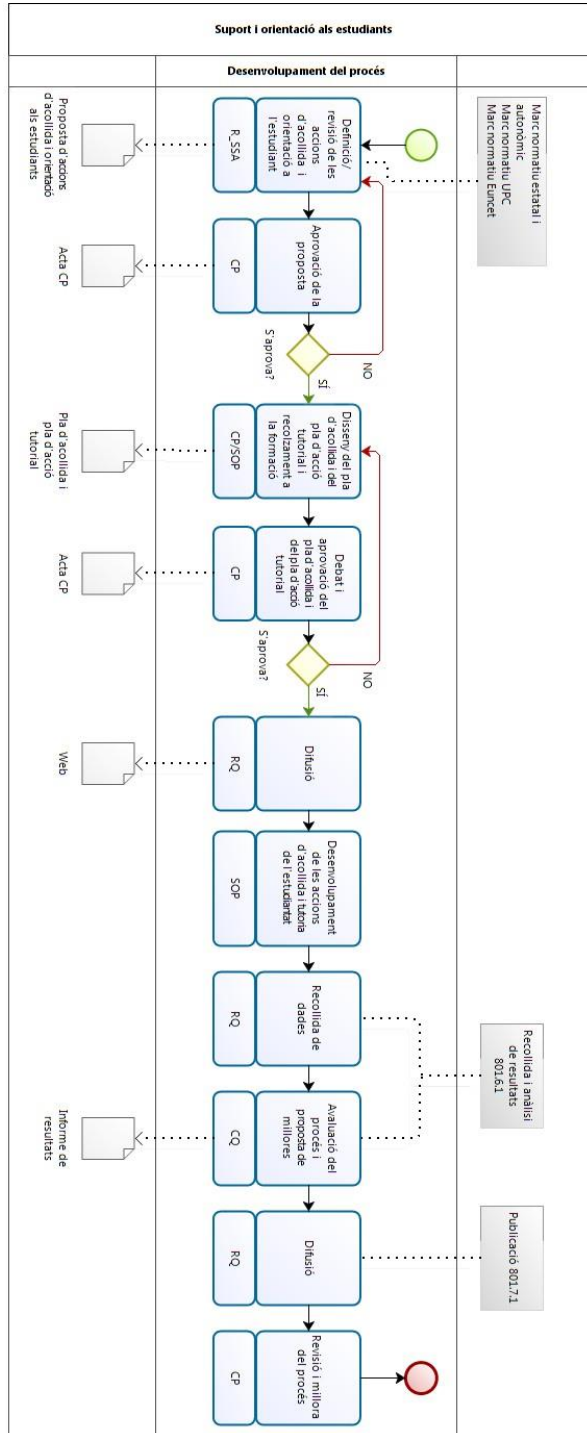 Suport i orientació als estudiants
Desenvolupament del procés
Marc normatiu estatal i
autonòmic
Marc normatiu UPC
Marc normatiu Euncet
Definició/
revisió de les
accions
d'acollida i
orientació a
l'estudiant
R_SSA
Proposta d'accions
d'acollida i orientació
als estudiants
Aprovació de la
proposta
CP
Acta CP
S'aprova?
NO
SÍ
Disseny del pla
d'acollida i del
pla d'acció
tutorial i
recolzament a
la formació
CP/SOP
Pla d'acollida i
pla d'acció
tutorial
Debat i
aprovació del
pla d'acollida i
del pla d'acció
tutorial
CP
Acta CP
S'aprova?
NO
SÍ
Difusió
RQ
Web
Desenvolupament
de les accions
d'acollida i tutoria
de l'estudiantat
SOP
Recollida de
dades
RQ
Recollida i anàlisi
de resultats
801.6.1
Avaluació del
procés i
proposta de
millores
CQ
Informe de
resultats
Difusió
RQ
Publicació 801.7.1
Revisió i millora
del procés
CP